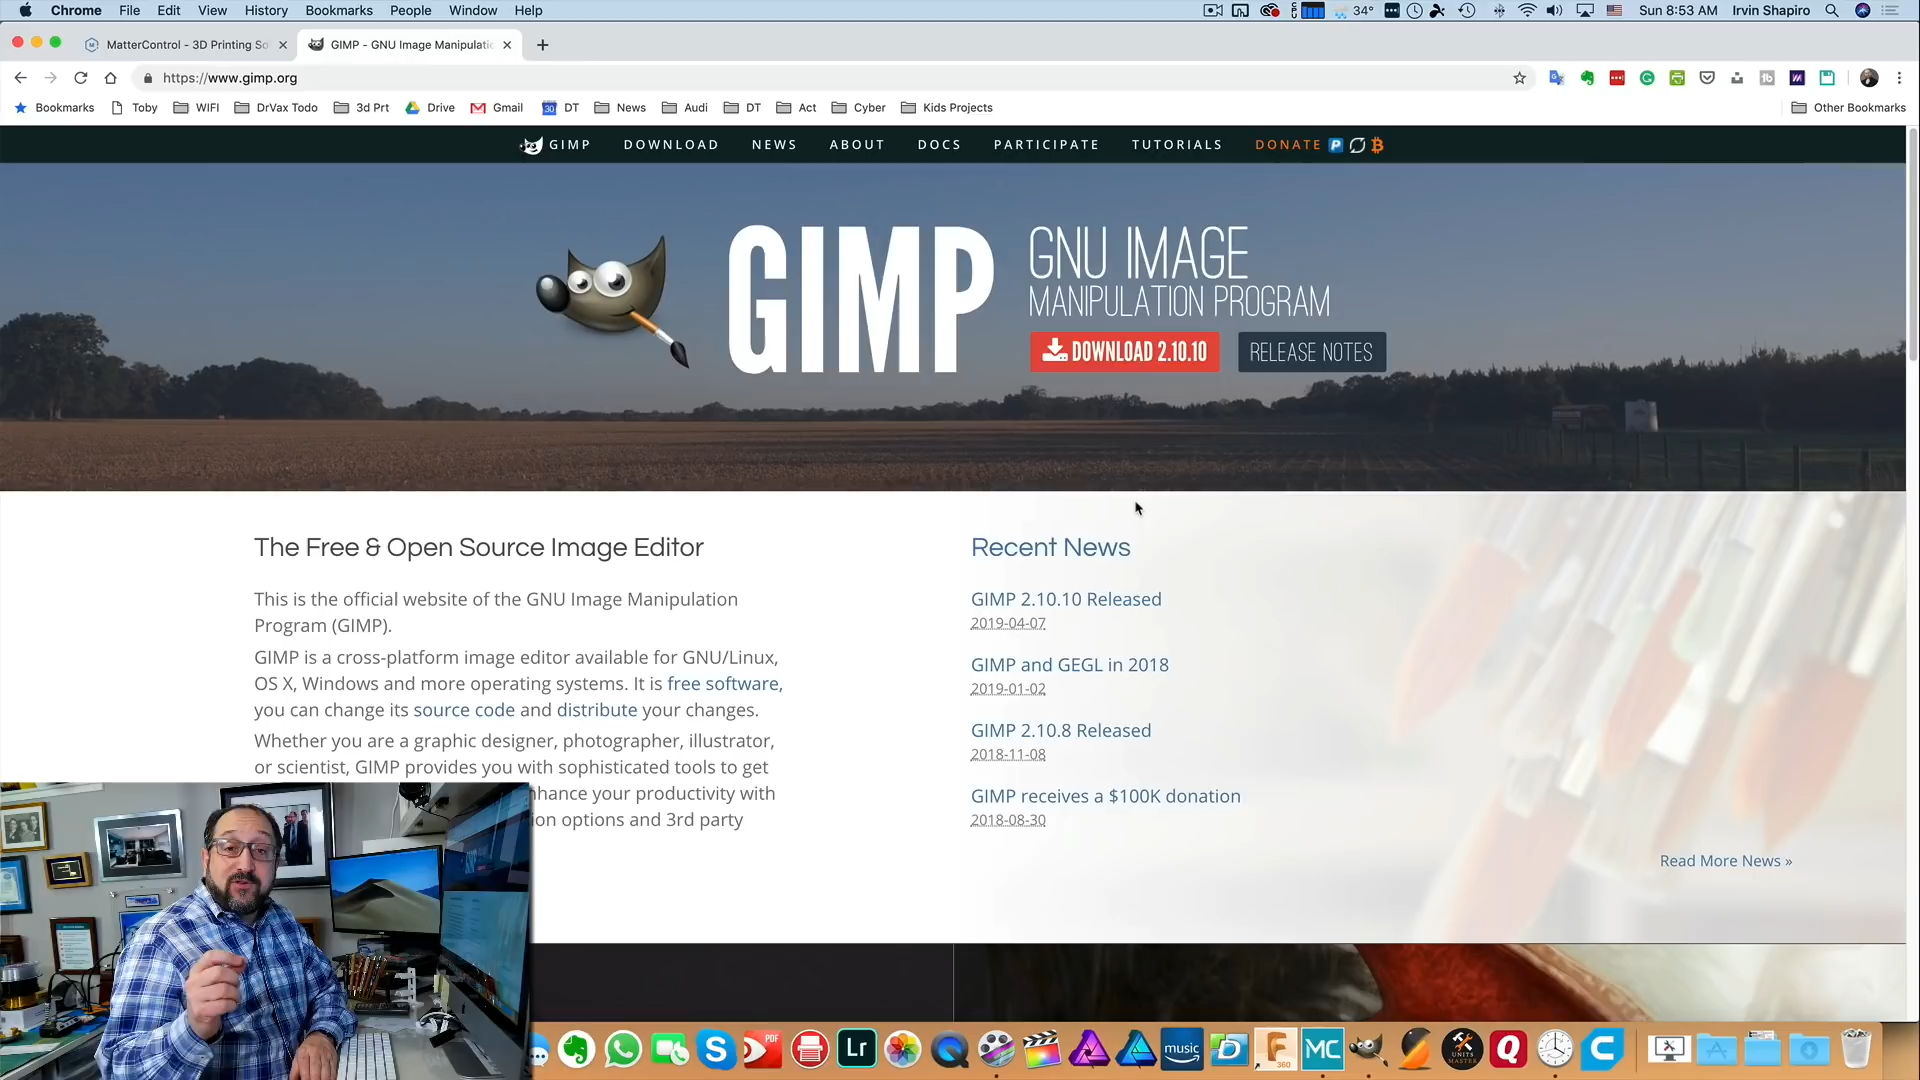 Chrome File Edit View History Bookmarks People Window Help 34° Sun 8:53 AM Irvin Shapiro
MatterControl - 3D Printing So GIMP - GNU Image Manipulatio
https://www.gimp.org
Bookmarks Toby WIFI DrVax Todo 3d Prt Drive Gmail 30 DT News Audi DT Act Cyber Kids Projects Other Bookmarks
GIMP DOWNLOAD NEWS ABOUT DOCS PARTICIPATE TUTORIALS DONATE
GIMP
GNU IMAGE
MANIPULATION PROGRAM
DOWNLOAD 2.10.10 RELEASE NOTES
The Free & Open Source Image Editor
This is the official website of the GNU Image Manipulation
Program (GIMP).
GIMP is a cross-platform image editor available for GNU/Linux,
OS X, Windows and more operating systems. It is free software,
you can change its source code and distribute your changes.
Whether you are a graphic designer, photographer, illustrator,
or scientist, GIMP provides you with sophisticated tools to get
nhance your productivity with
ion options and 3rd party
Recent News
GIMP 2.10.10 Released
2019-04-07
GIMP and GEGL in 2018
2019-01-02
GIMP 2.10.8 Released
2018-11-08
GIMP receives a $100K donation
2018-08-30
Read More News »
PDF Lr music D F 360 MC UNITS MASTER Q C